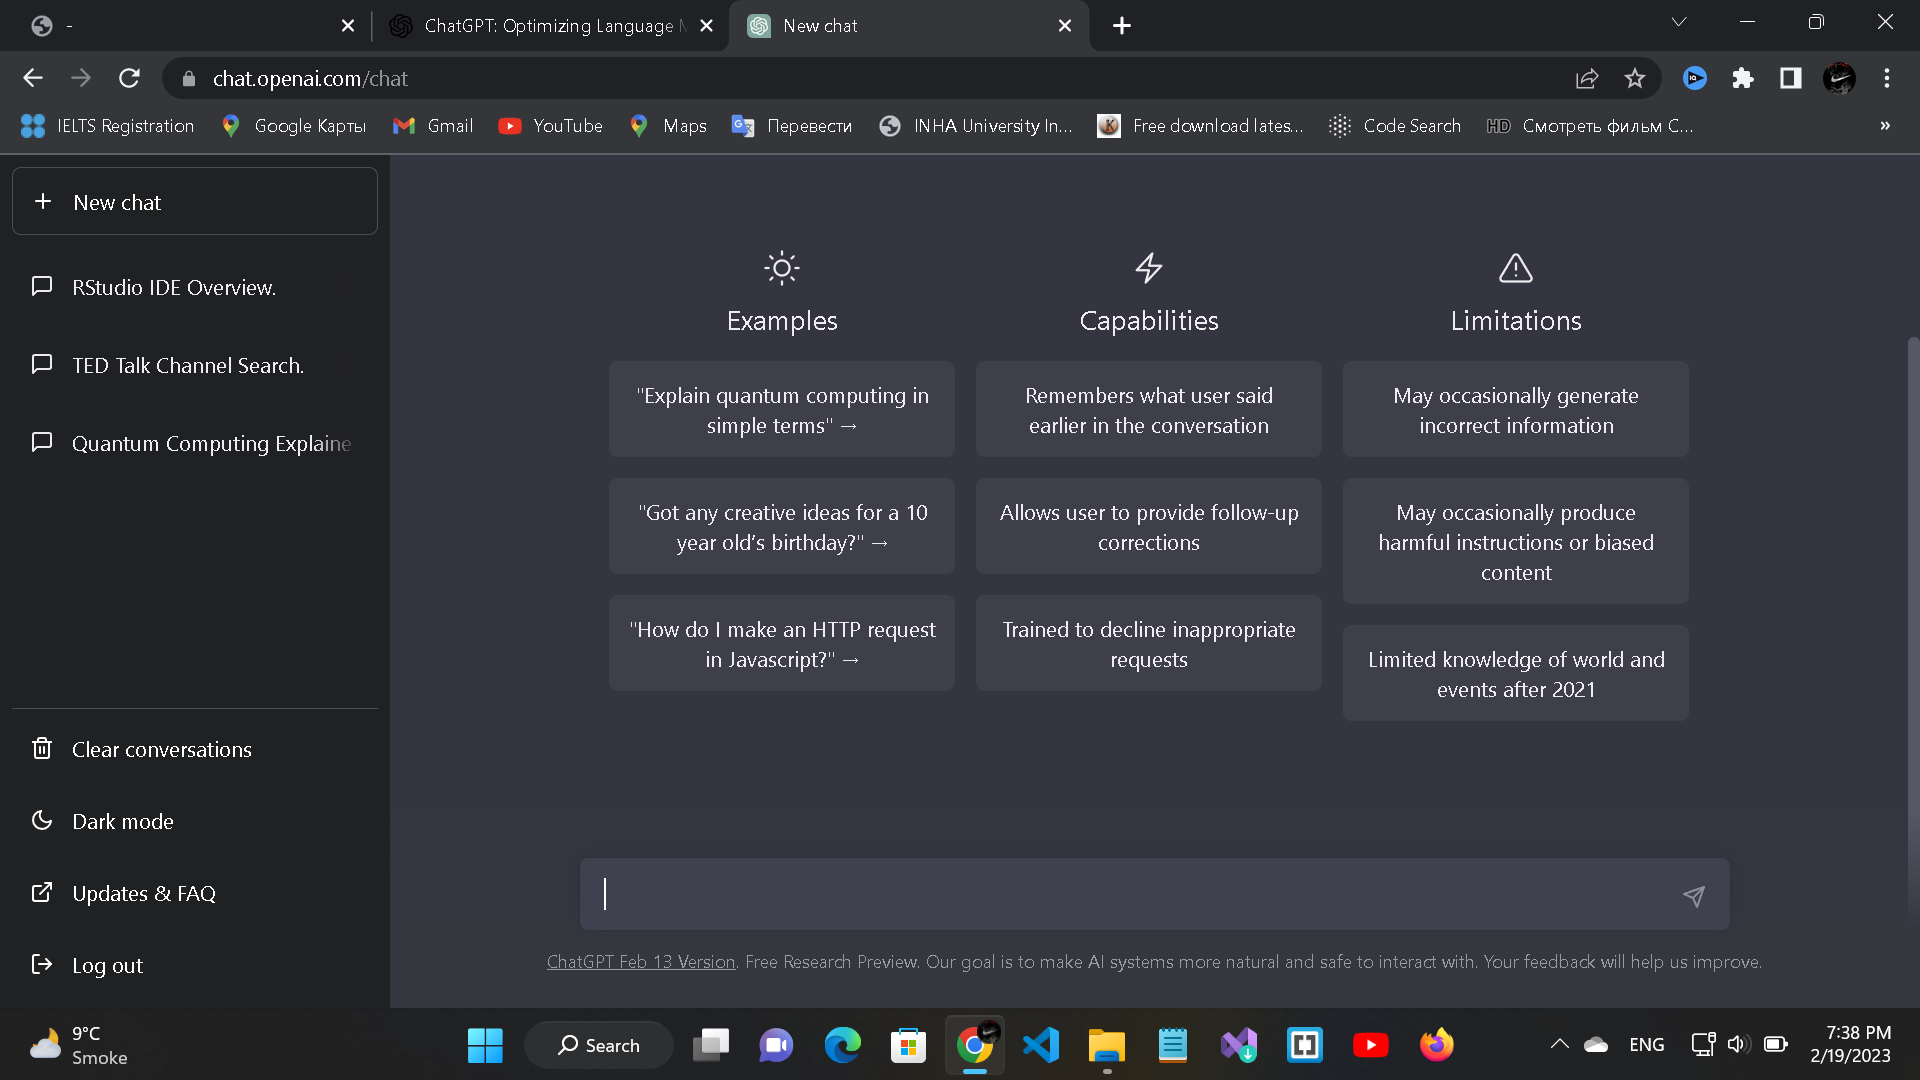 -
ChatGPT: Optimizing Language
New chat
chat.openai.com/chat
IELTS Registration
Google Карты
Gmail
YouTube
Maps
Перевести
INHA University In...
Free download lates...
Code Search
HD Смотреть фильм С...
»
New chat
RStudio IDE Overview.
TED Talk Channel Search.
Quantum Computing Explaine
Clear conversations
Dark mode
Updates & FAQ
Log out
Examples
"Explain quantum computing in
simple terms" →
"Got any creative ideas for a 10
year old’s birthday?" →
"How do I make an HTTP request
in Javascript?" →
Capabilities
Remembers what user said
earlier in the conversation
Allows user to provide follow-up
corrections
Trained to decline inappropriate
requests
Limitations
May occasionally generate
incorrect information
May occasionally produce
harmful instructions or biased
content
Limited knowledge of world and
events after 2021
ChatGPT Feb 13 Version. Free Research Preview. Our goal is to make AI systems more natural and safe to interact with. Your feedback will help us improve.
9°C
Smoke
Search
ENG
7:38 PM
2/19/2023